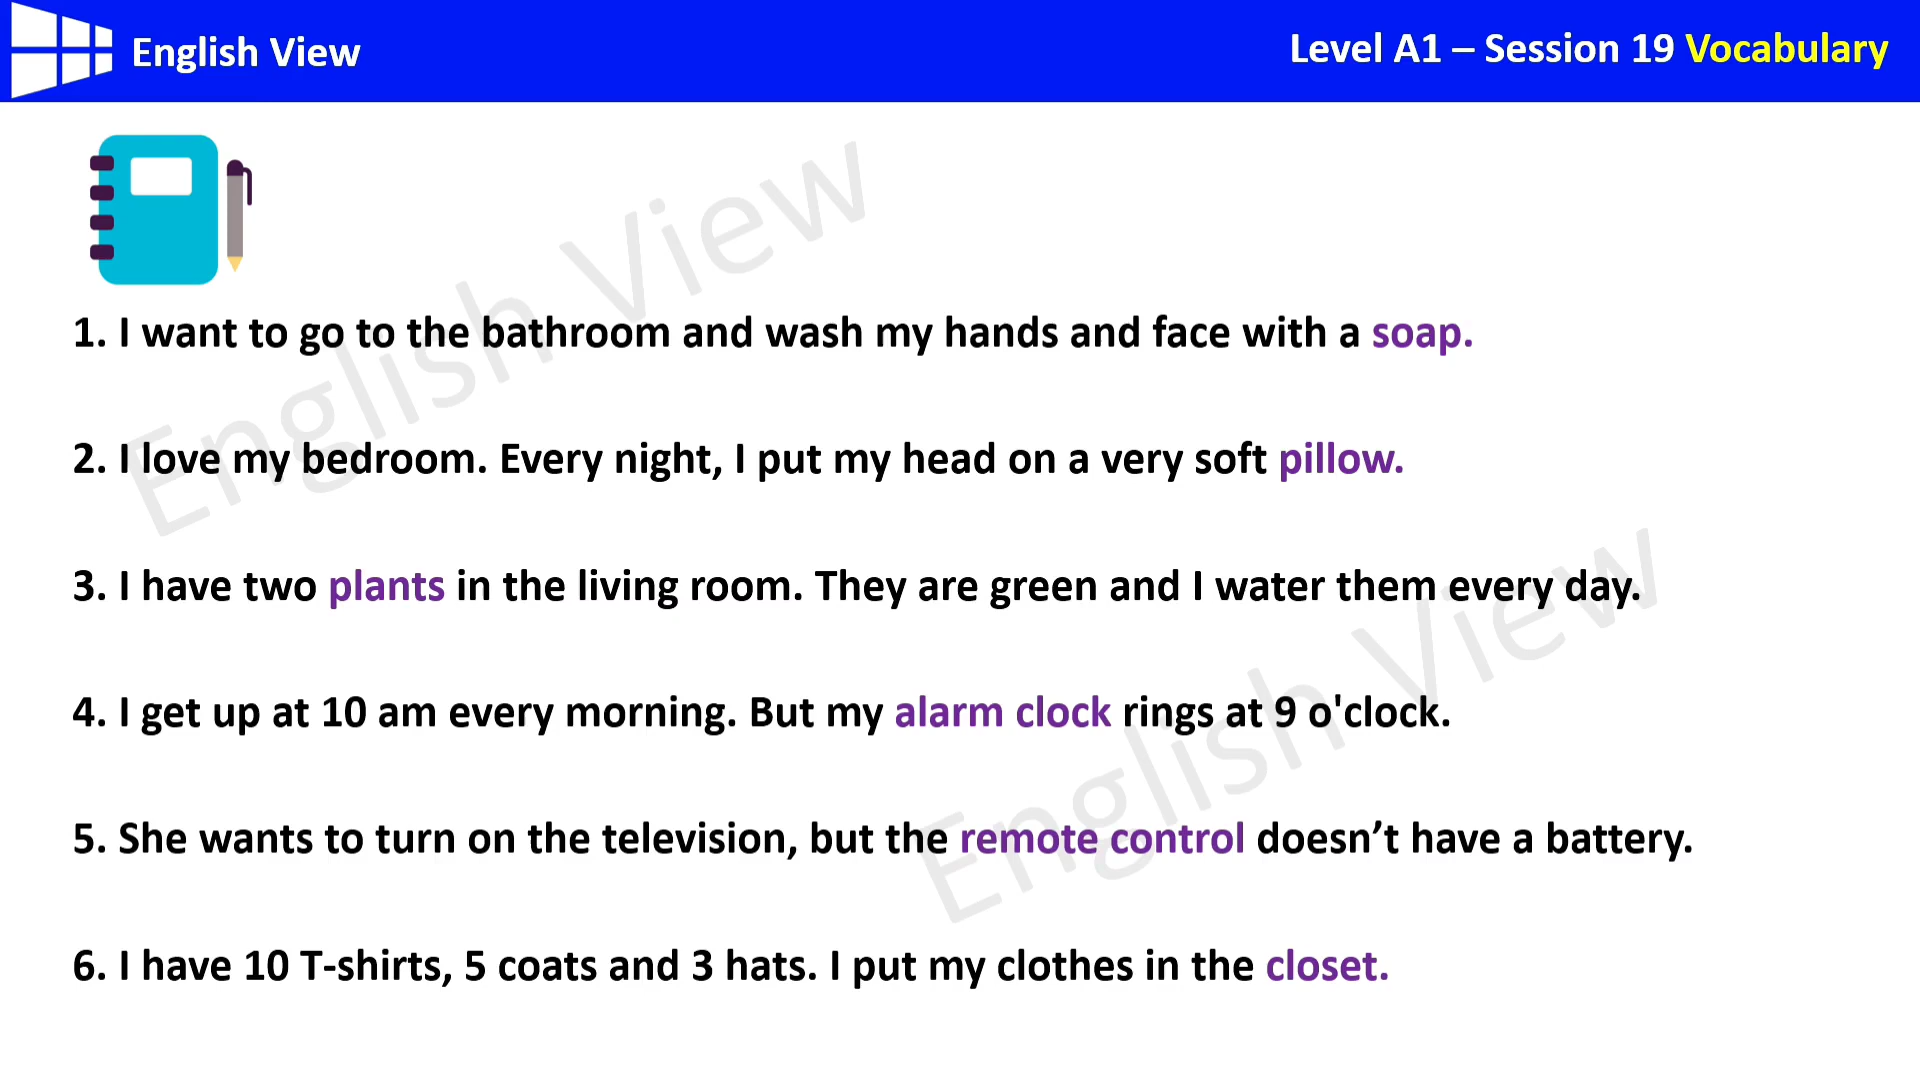 English View
Level A1 – Session 19 Vocabulary
1. I want to go to the bathroom and wash my hands and face with a soap.
2. I love my bedroom. Every night, I put my head on a very soft pillow.
3. I have two plants in the living room. They are green and I water them every day.
4. I get up at 10 am every morning. But my alarm clock rings at 9 o'clock.
5. She wants to turn on the television, but the remote control doesn’t have a battery.
6. I have 10 T-shirts, 5 coats and 3 hats. I put my clothes in the closet.
English View
English View